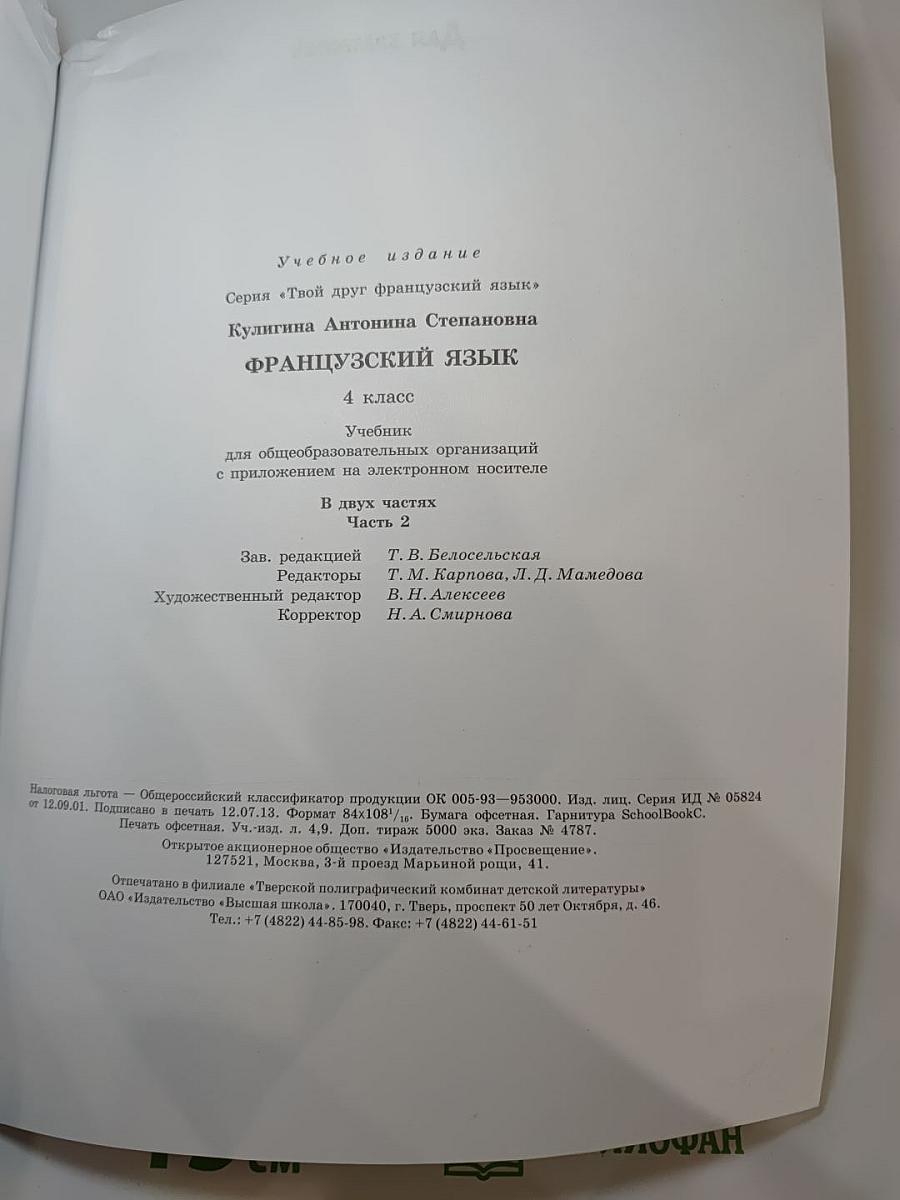 Учебное издание
Серия «Твой друг французский язык»
Кулигина Антонина Степановна
ФРАНЦУЗСКИЙ ЯЗЫК
4 класс
Учебник
для общеобразовательных организаций
с приложением на электронном носителе
В двух частях
Часть 2
Зав. редакцией Т. В. Белосельская
Редакторы Т. М. Карпова, Л. Д. Мамедова
Художественный редактор В. Н. Алексеев
Корректор Н. А. Смирнова
Налоговая льгота — Общероссийский классификатор продукции ОК 005-93—953000. Изд. лиц. Серия ИД № 05824
от 12.09.01. Подписано в печать 12.07.13. Формат 84x108 1/16. Бумага офсетная. Гарнитура SchoolBookC.
Печать офсетная. Уч.-изд. л. 4,9. Доп. тираж 5000 экз. Заказ № 4787.
Открытое акционерное общество «Издательство «Просвещение».
127521, Москва, 3-й проезд Марьиной рощи, 41.
Отпечатано в филиале «Тверской полиграфический комбинат детской литературы»
ОАО «Издательство «Высшая школа». 170040, г. Тверь, проспект 50 лет Октября, д. 46.
Тел.: +7 (4822) 44-85-98. Факс: +7 (4822) 44-61-51
см